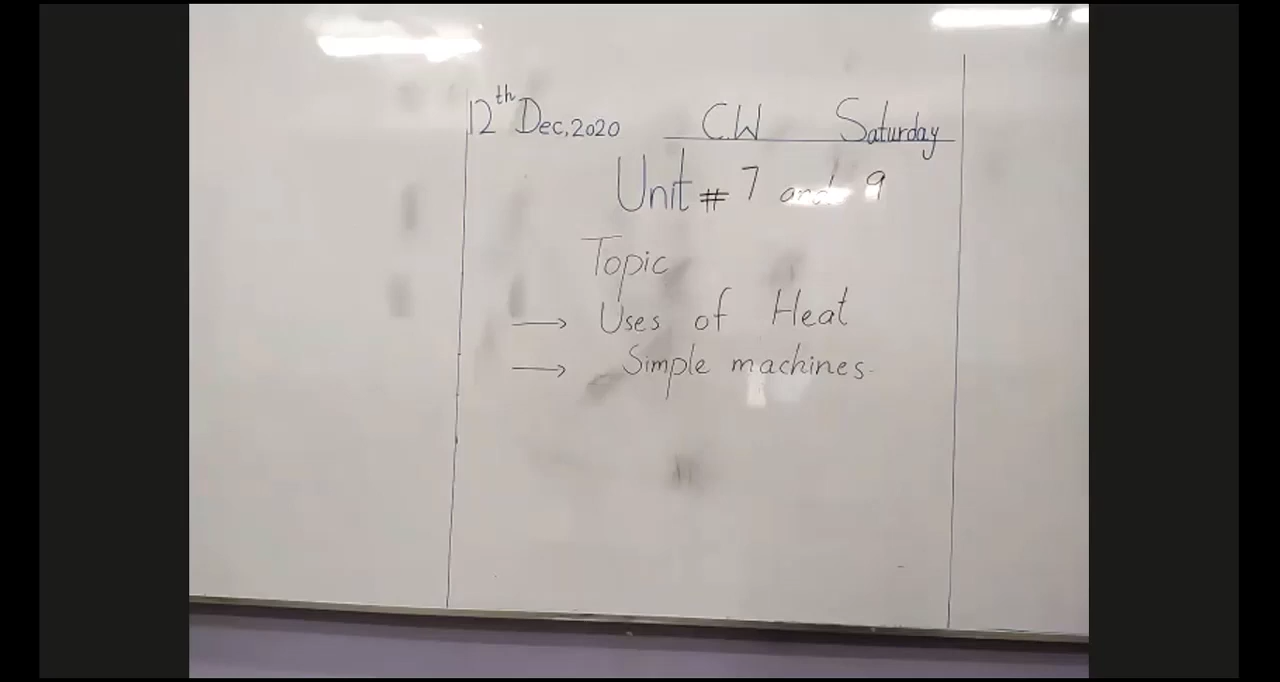 12th Dec, 2020 C.W Saturday
Unit # 7 and 9
Topic
→ Uses of Heat
→ Simple machines.